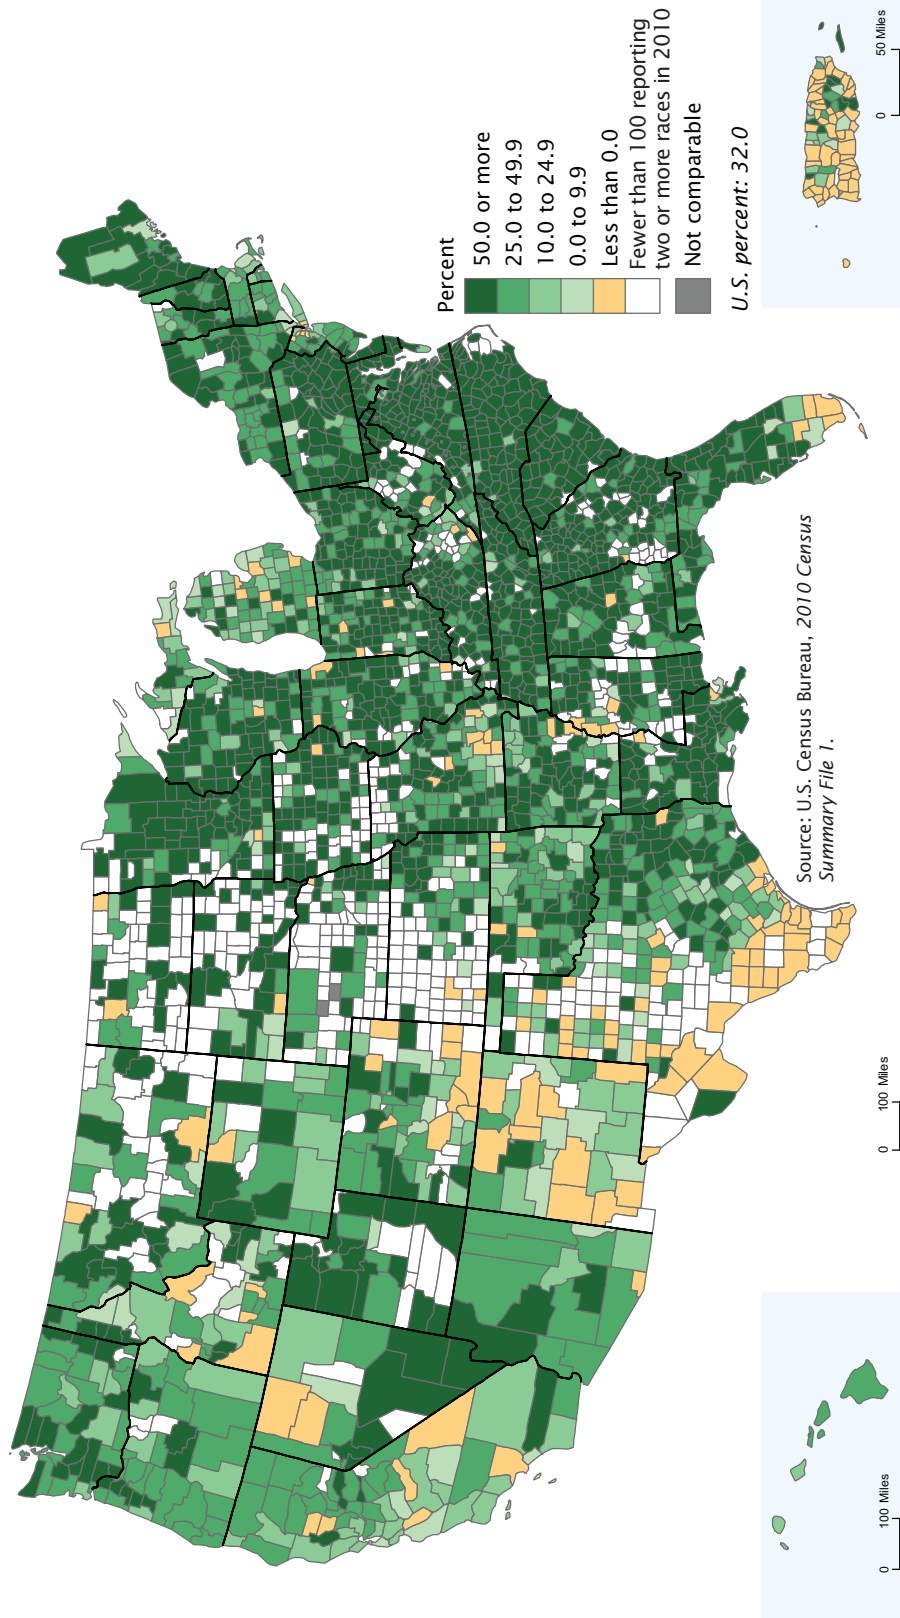 Percent
50.0 or more
25.0 to 49.9
10.0 to 24.9
0.0 to 9.9
Less than 0.0
Fewer than 100 reporting
two or more races in 2010
Not comparable
U.S. percent: 32.0
Source: U.S. Census Bureau, 2010 Census
Summary File 1.
0 100 Miles
0 100 Miles
0 50 Miles